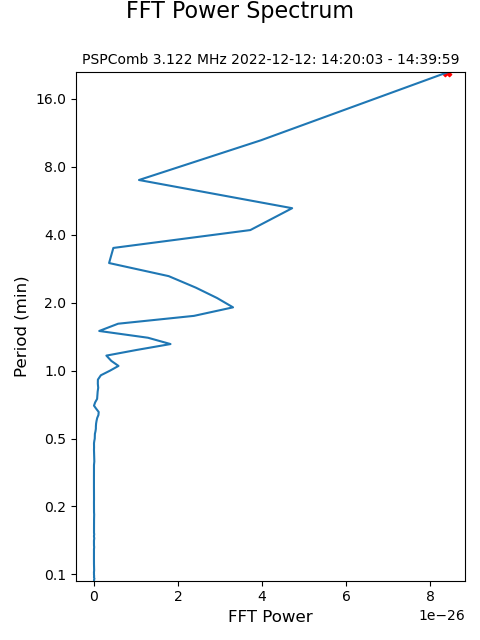 FFT Power Spectrum
PSPComb 3.122 MHz 2022-12-12: 14:20:03 - 14:39:59
16.0
8.0
4.0
2.0
1.0
0.5
0.2
0.1
Period (min)
0 2 4 6 8
1e−26
FFT Power